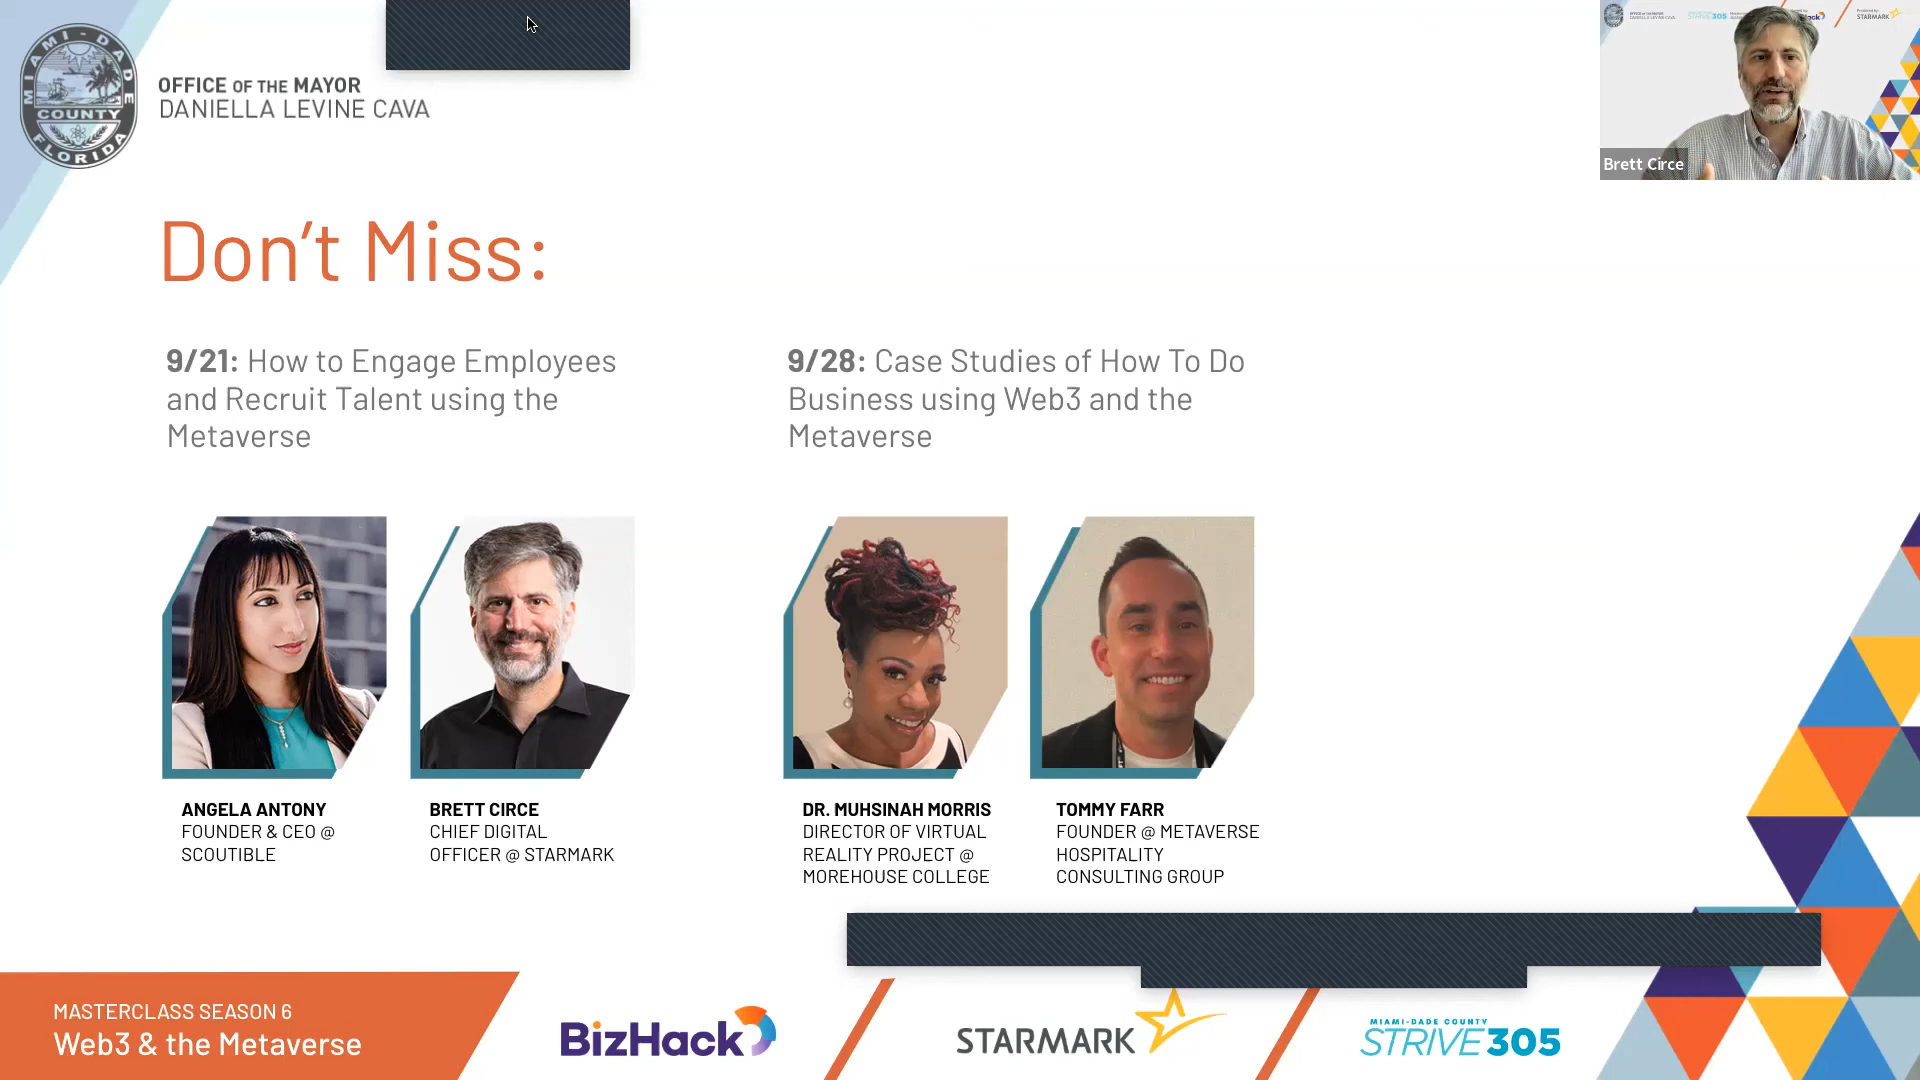 MIAMI-DADE
COUNTY
FLORIDA
OFFICE OF THE MAYOR
DANIELLA LEVINE CAVA
STARMARK
Brett Circe
Don't Miss:
9/21: How to Engage Employees
and Recruit Talent using the
Metaverse
9/28: Case Studies of How To Do
Business using Web3 and the
Metaverse
ANGELA ANTONY
FOUNDER & CEO @
SCOUTIBLE
BRETT CIRCE
CHIEF DIGITAL
OFFICER @ STARMARK
DR. MUHSINAH MORRIS
DIRECTOR OF VIRTUAL
REALITY PROJECT @
MOREHOUSE COLLEGE
TOMMY FARR
FOUNDER @ METAVERSE
HOSPITALITY
CONSULTING GROUP
MASTERCLASS SEASON 6
Web3 & the Metaverse
BizHack
STARMARK
MIAMI-DADE COUNTY
STRIVE305